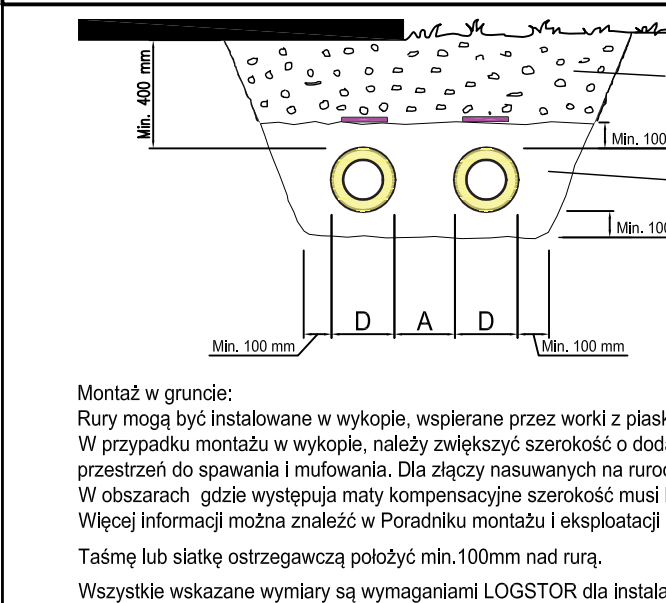 Min. 400 mm
Min. 100
Min. 100
D A D
Min. 100 mm
Min. 100 mm
Montaż w gruncie:
Rury mogą być instalowane w wykopie, wspierane przez worki z piask
W przypadku montażu w wykopie, należy zwiększyć szerokość o doda
przestrzeń do spawania i mufowania. Dla złączy nasuwanych na ruroc
W obszarach gdzie występuja maty kompensacyjne szerokość musi
Więcej informacji można znaleźć w Poradniku montażu i eksploatacji
Taśmę lub siatkę ostrzegawczą położyć min.100mm nad rurą.
Wszystkie wskazane wymiary są wymaganiami LOGSTOR dla instala